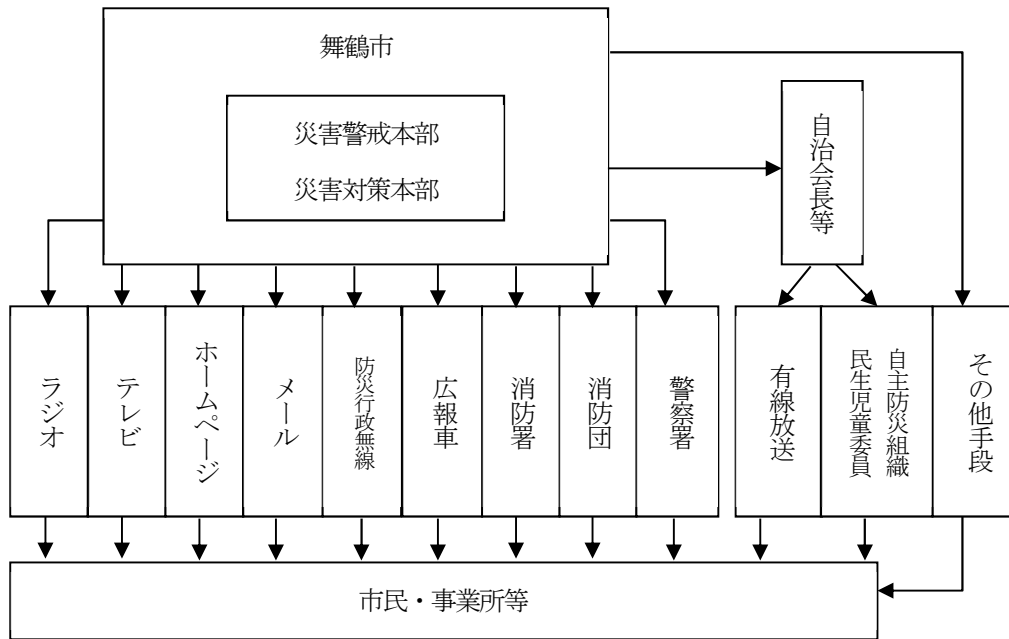 舞鶴市
災害警戒本部
災害対策本部
自治会長等
ラジオ
テレビ
ホームページ
メール
防災行政無線
広報車
消防署
消防団
警察署
有線放送
自主防災組織
民生児童委員
その他手段
市民・事業所等